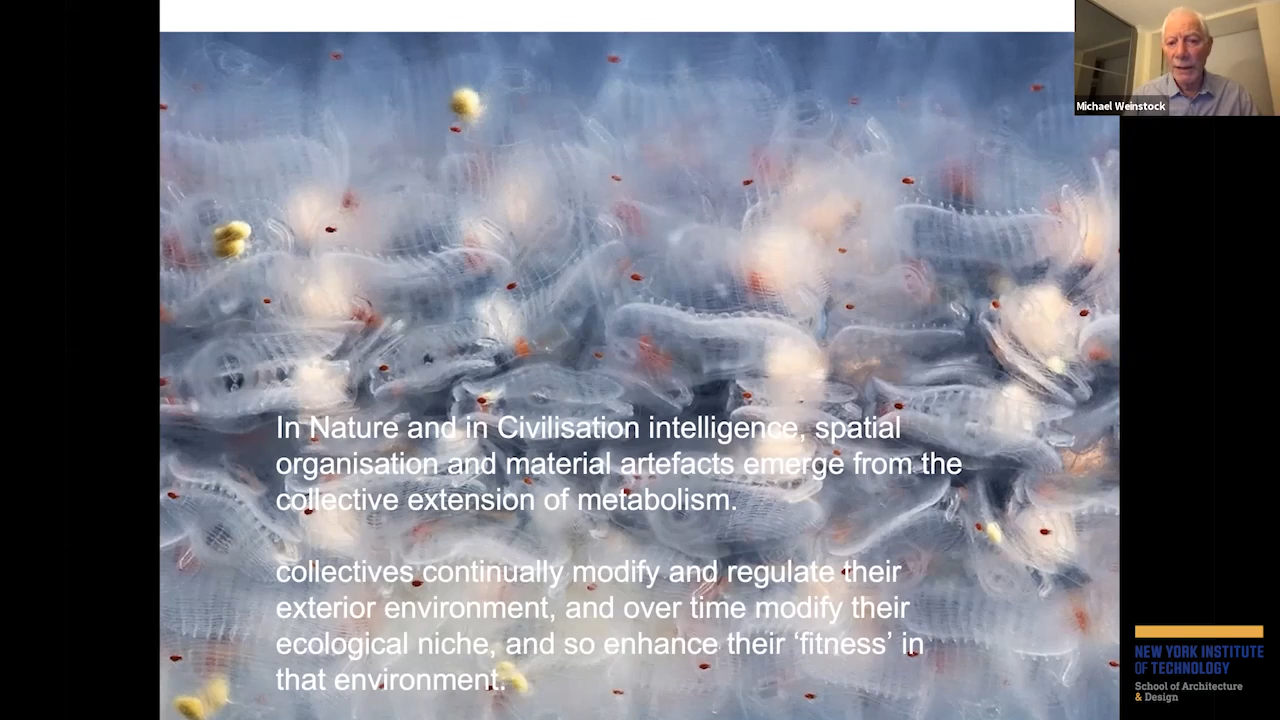 Michael Weinstock
In Nature and in Civilisation intelligence, spatial
organisation and material artefacts emerge from the
collective extension of metabolism.
collectives continually modify and regulate their
exterior environment, and over time modify their
ecological niche, and so enhance their ‘fitness’ in
that environment.
NEW YORK INSTITUTE
OF TECHNOLOGY
School of Architecture
& Design